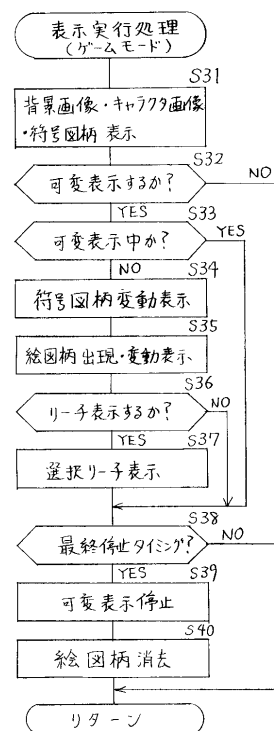 表示実行処理
(ゲームモード)
S31
背景画像・キャラクタ画像
・符号図柄 表示
S32
可変表示するか?
NO
YES
S33
可変表示中か?
YES
NO
S34
符号図柄変動表示
S35
絵図柄出現・変動表示
S36
リーチ表示するか?
NO
YES
S37
選択リーチ表示
S38
最終停止タイミング?
NO
YES
S39
可変表示停止
S40
絵図柄消去
リターン